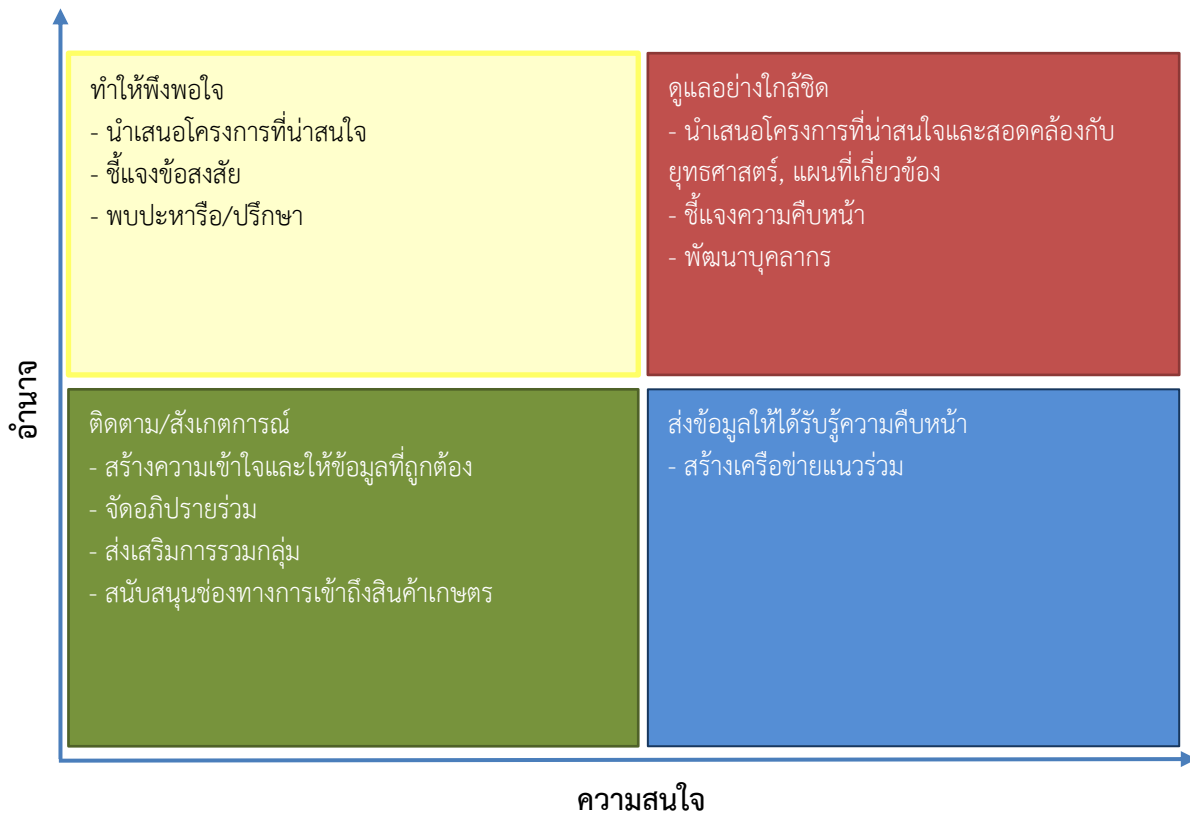 ทำให้พึงพอใจ
- นำเสนอโครงการที่น่าสนใจ
- ชี้แจงข้อสงสัย
- พบปะหารือ/ปรึกษา
ดูแลอย่างใกล้ชิด
- นำเสนอโครงการที่น่าสนใจและสอดคล้องกับ
ยุทธศาสตร์, แผนที่เกี่ยวข้อง
- ชี้แจงความคืบหน้า
- พัฒนาบุคลากร
อำนาจ
ติดตาม/สังเกตการณ์
- สร้างความเข้าใจและให้ข้อมูลที่ถูกต้อง
- จัดอภิปรายร่วม
- ส่งเสริมการรวมกลุ่ม
- สนับสนุนช่องทางการเข้าถึงสินค้าเกษตร
ส่งข้อมูลให้ได้รับรู้ความคืบหน้า
- สร้างเครือข่ายแนวร่วม
ความสนใจ